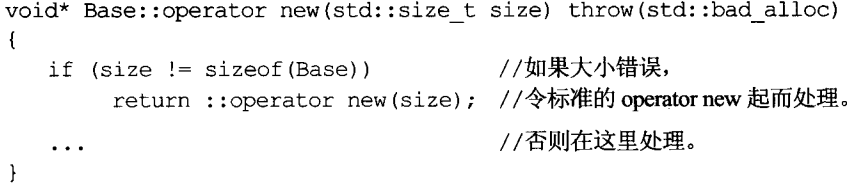 void* Base::operator new(std::size_t size) throw(std::bad_alloc)
{
if (size != sizeof(Base)) //如果大小错误,
return ::operator new(size); //令标准的 operator new 起而处理。
... //否则在这里处理。
}